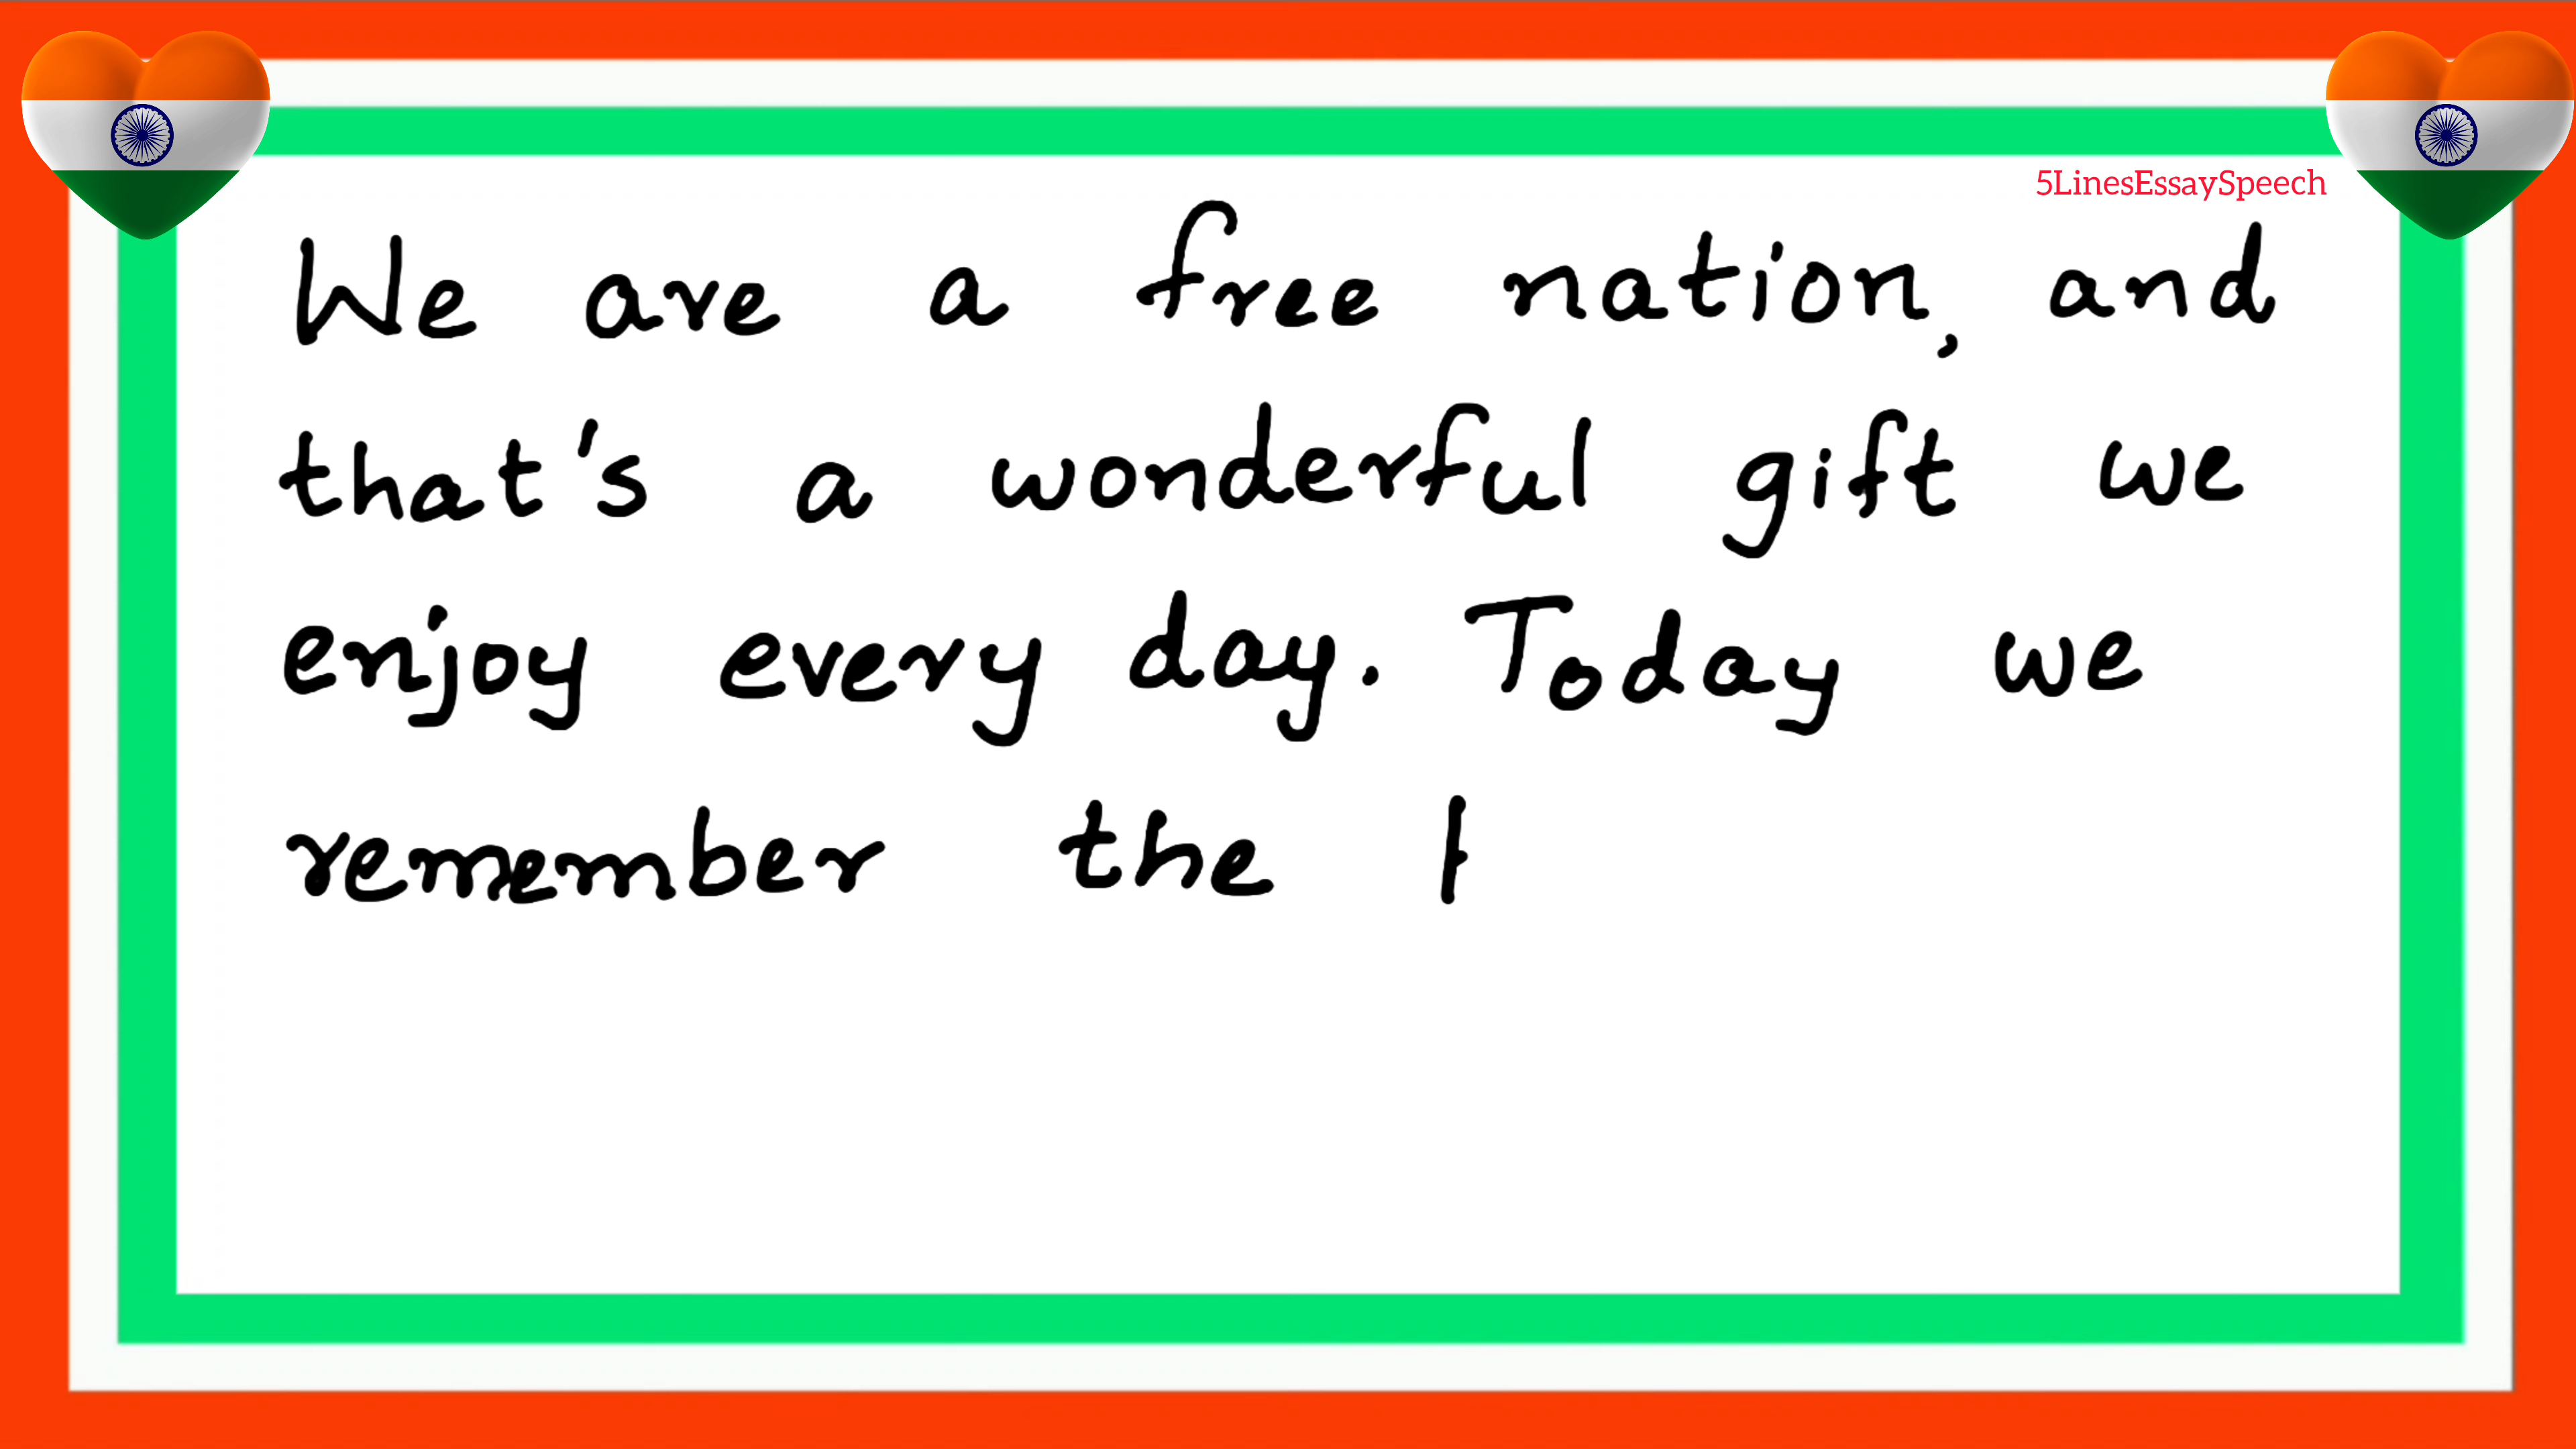 5LinesEssaySpeech
We are a free nation, and
that's a wonderful gift we
enjoy every day. Today we
remember the